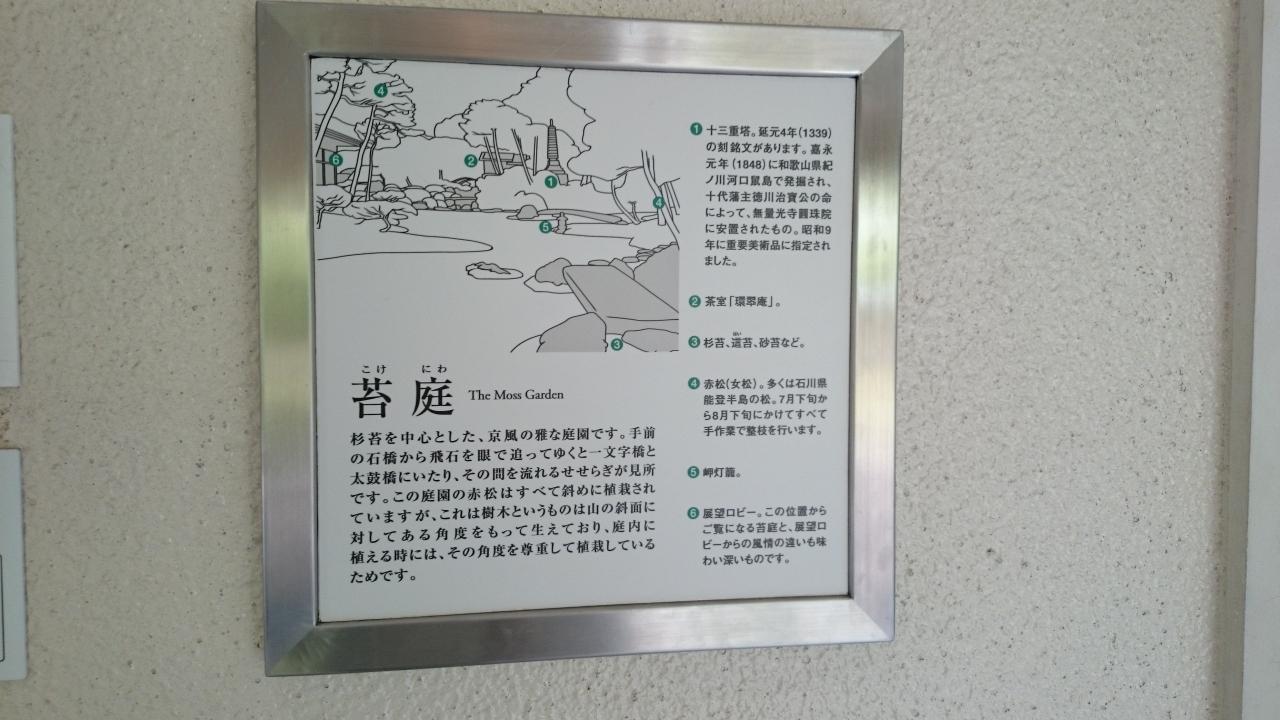 こけ にわ
苔 庭 The Moss Garden
杉苔を中心とした、京風の雅な庭園です。手前
の石橋から飛石を眼で追ってゆくと一文字橋と
太鼓橋にいたり、その間を流れるせせらぎが見所
です。この庭園の赤松はすべて斜めに植栽され
ていますが、これは樹木というものは山の斜面に
対してある角度をもって生えており、庭内に
植える時には、その角度を尊重して植栽している
ためです。
1 十三重塔。延元4年(1339)
の刻銘文があります。嘉永
元年(1848)に和歌山県紀
ノ川河口鼠島で発掘され、
十代藩主徳川治寶公の命
によって、無量光寺圓珠院
に安置されたもの。昭和9
年に重要美術品に指定され
ました。
2 茶室「環翠庵」。
はい
3 杉苔、這苔、砂苔など。
4 赤松(女松)。多くは石川県
能登半島の松。7月下旬か
ら8月下旬にかけてすべて
手作業で整枝を行います。
5 岬灯籠。
6 展望ロビー。この位置から
ご覧になる苔庭と、展望ロ
ビーからの風情の違いも味
わい深いものです。
4
6
2
1
4
5
3